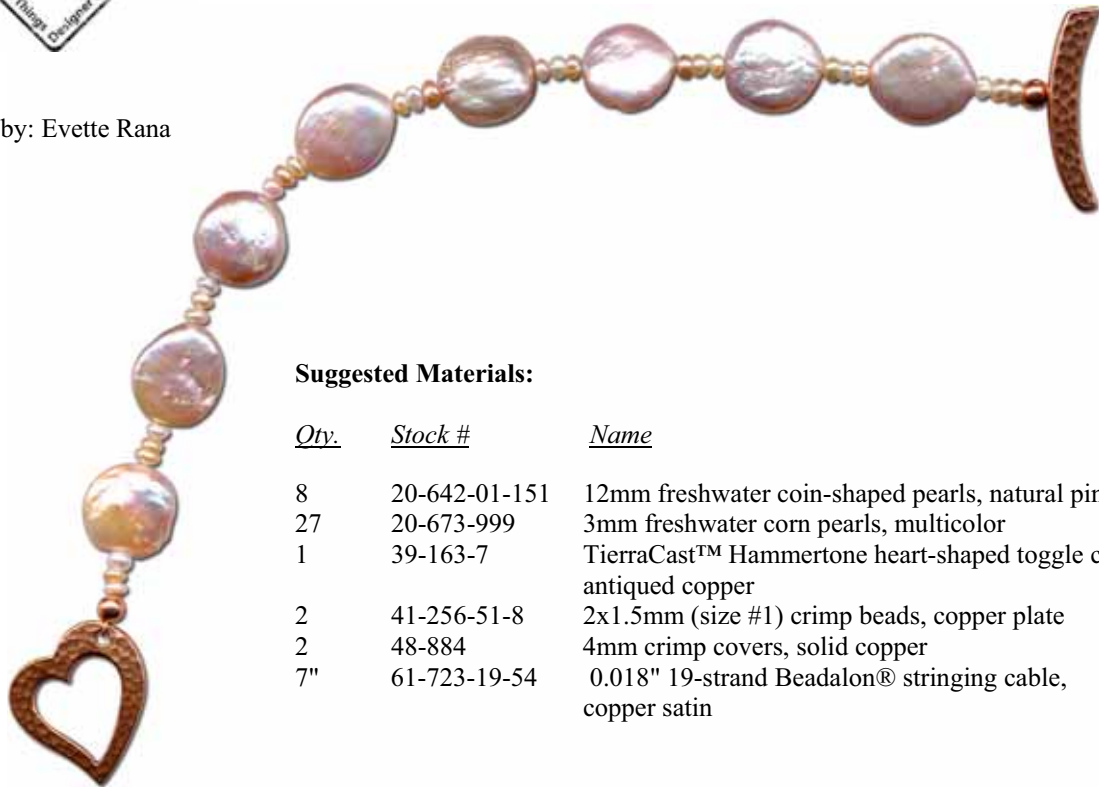 Things
Designer
by: Evette Rana
Suggested Materials:
Qty. Stock # Name
8 20-642-01-151 12mm freshwater coin-shaped pearls, natural pin
27 20-673-999 3mm freshwater corn pearls, multicolor
1 39-163-7 TierraCast™ Hammertone heart-shaped toggle c
antiqued copper
2 41-256-51-8 2x1.5mm (size #1) crimp beads, copper plate
2 48-884 4mm crimp covers, solid copper
7" 61-723-19-54 0.018" 19-strand Beadalon® stringing cable,
copper satin